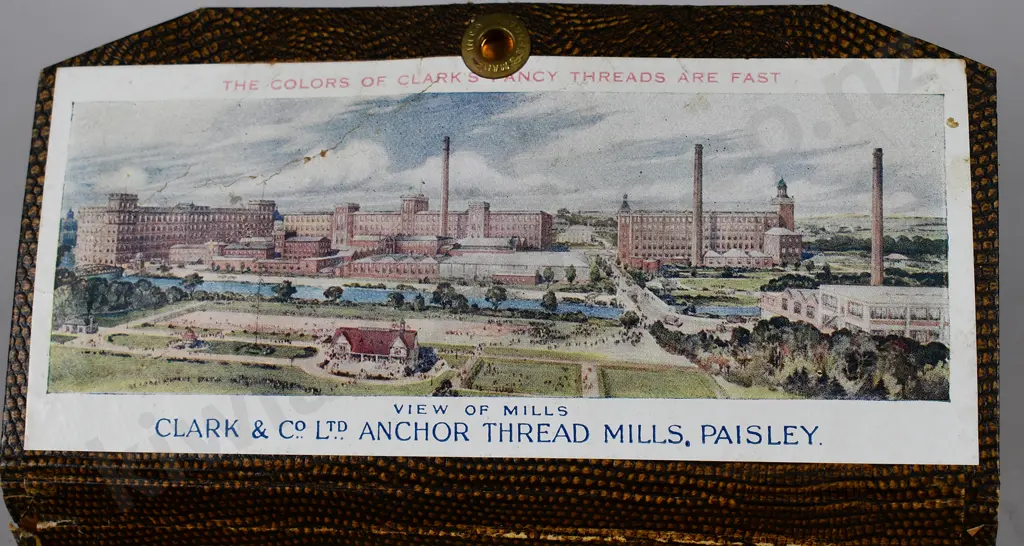 THE COLORS OF CLARK'S FANCY THREADS ARE FAST
VIEW OF MILLS
CLARK & Cº LTD ANCHOR THREAD MILLS, PAISLEY.